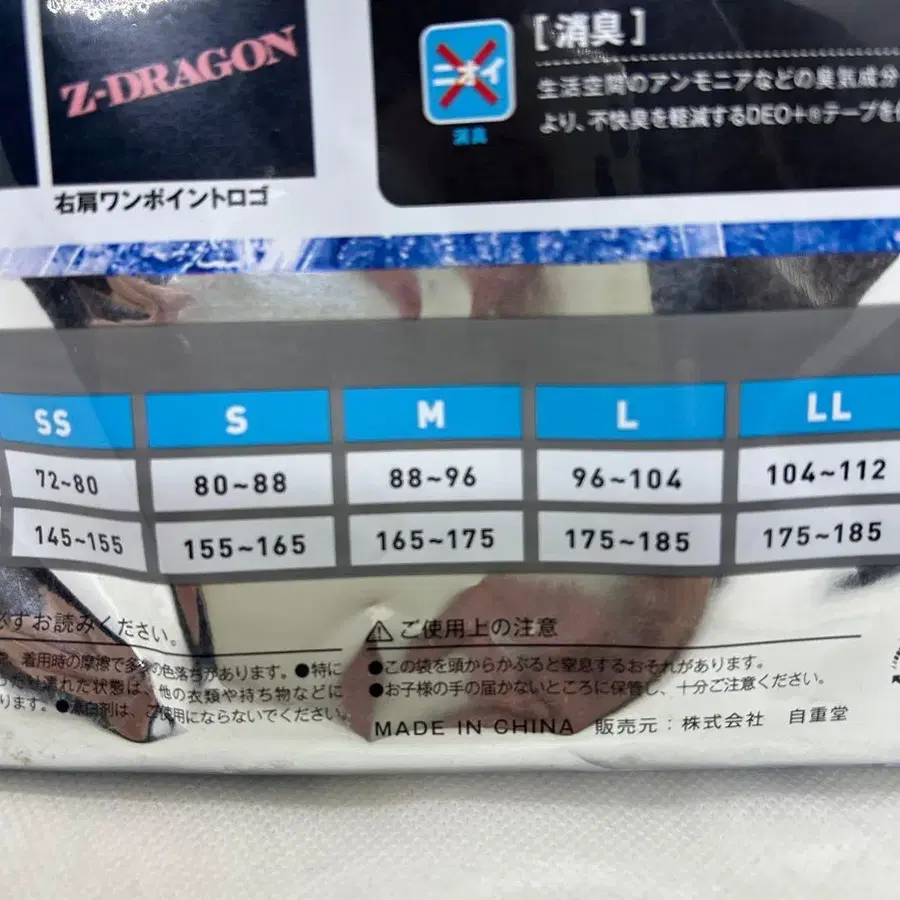 Z-DRAGON
右肩ワンポイントロゴ
ニオイ
消臭
[消臭]
生活空間のアンモニアなどの臭気成分
より、不快臭を軽減するDEO+®テープを
SS S M L LL
72~80 80~88 88~96 96~104 104~112
145~155 155~165 165~175 175~185 175~185
必ずお読みください。
着用時の摩擦で多少の色落ちがあります。●特に
濡れた状態は、他の衣類や持ち物などに
ります。●漂白剤は、ご使用にならないでください。
⚠ご使用上の注意
●この袋を頭からかぶると窒息するおそれがあります。
●お子様の手の届かないところに保管し、十分ご注意ください。
MADE IN CHINA 販売元：株式会社 自重堂